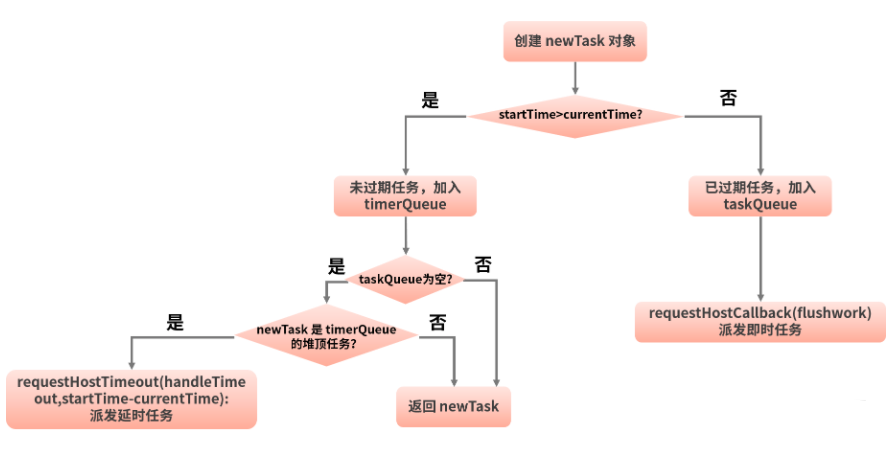 创建 newTask 对象
是
否
startTime>currentTime?
未过期任务，加入
timerQueue
已过期任务，加入
taskQueue
是
taskQueue为空?
否
requestHostCallback(flushwork)
派发即时任务
是
newTask 是 timerQueue
的堆顶任务?
否
requestHostTimeout(handleTime
out,startTime-currentTime):
派发延时任务
返回 newTask